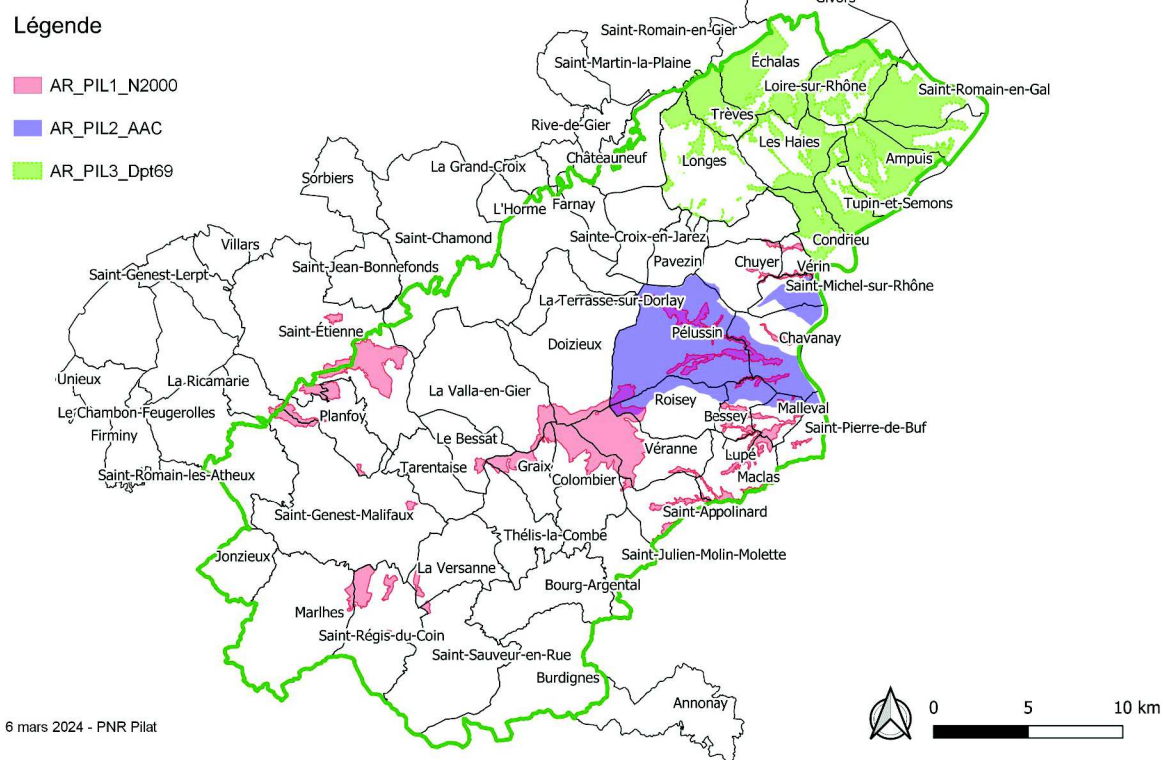 Légende
AR_PIL1_N2000
AR_PIL2_AAC
AR_PIL3_Dpt69
Saint-Romain-en-Gier
Saint-Martin-la-Plaine
Échalas
Loire-sur-Rhône
Saint-Romain-en-Gal
Trèves
Rive-de-Gier
Les Haies
Châteauneuf
Longes
Ampuis
La Grand-Croix
Sorbiers
L'Horme
Farnay
Tupin-et-Semons
Saint-Chamond
Sainte-Croix-en-Jarez
Condrieu
Villars
Pavezin
Chuyer
Vérin
Saint-Genest-Lerpt
Saint-Jean-Bonnefonds
Saint-Michel-sur-Rhône
La Terrasse-sur-Dorlay
Saint-Étienne
Pélussin
Chavanay
Doizieux
Unieux
La Ricamarie
La Valla-en-Gier
Roisey
Le Chambon-Feugerolles
Planfoy
Bessey
Malleval
Firminy
Saint-Pierre-de-Buf
Le Bessat
Véranne
Lupé
Saint-Romain-les-Atheux
Tarentaise
Graix
Colombier
Maclas
Saint-Genest-Malifaux
Saint-Appolinard
Thélis-la-Combe
Jonzieux
Saint-Julien-Molin-Molette
La Versanne
Bourg-Argental
Marlhes
Saint-Régis-du-Coin
Saint-Sauveur-en-Rue
Burdignes
Annonay
0 5 10 km
6 mars 2024 - PNR Pilat